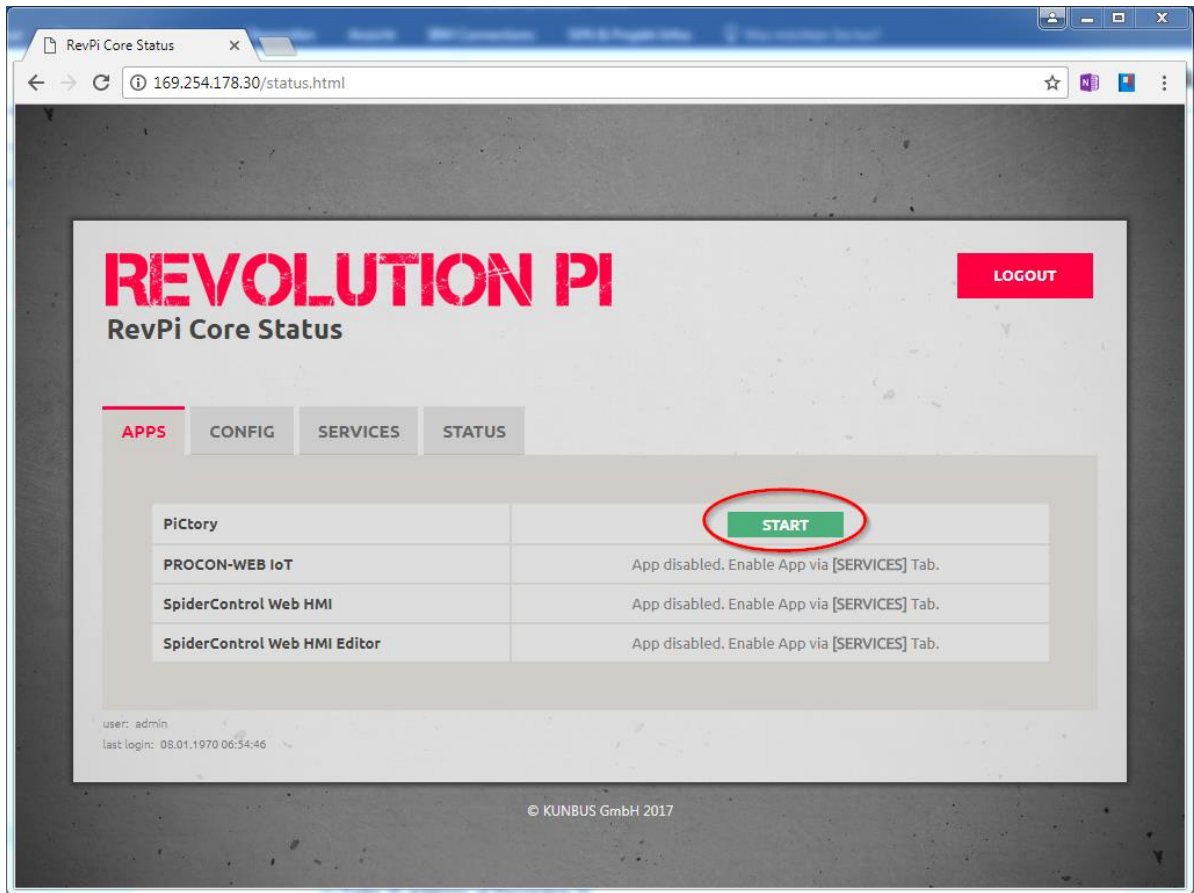 RevPi Core Status
169.254.178.30/status.html
REVOLUTION PI
LOGOUT
RevPi Core Status
APPS CONFIG SERVICES STATUS
PiCtory START
PROCON-WEB IoT App disabled. Enable App via [SERVICES] Tab.
SpiderControl Web HMI App disabled. Enable App via [SERVICES] Tab.
SpiderControl Web HMI Editor App disabled. Enable App via [SERVICES] Tab.
user: admin
last login: 08.01.1970 06:54:46
© KUNBUS GmbH 2017